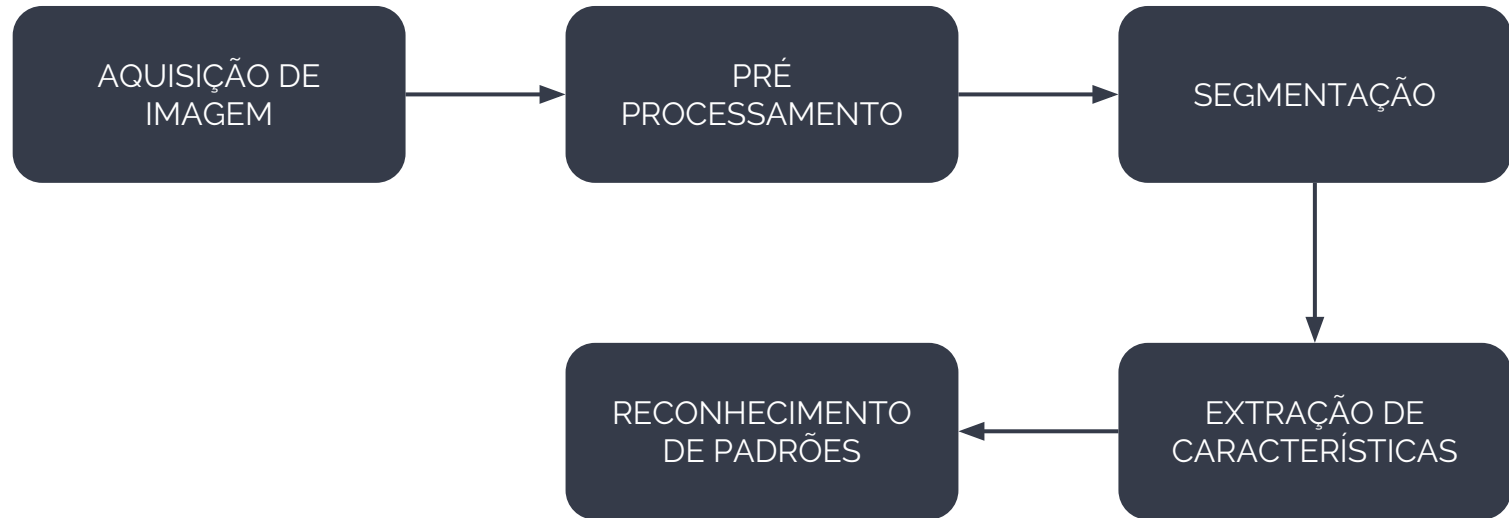 AQUISIÇÃO DE
IMAGEM
PRÉ
PROCESSAMENTO
SEGMENTAÇÃO
EXTRAÇÃO DE
CARACTERÍSTICAS
RECONHECIMENTO
DE PADRÕES